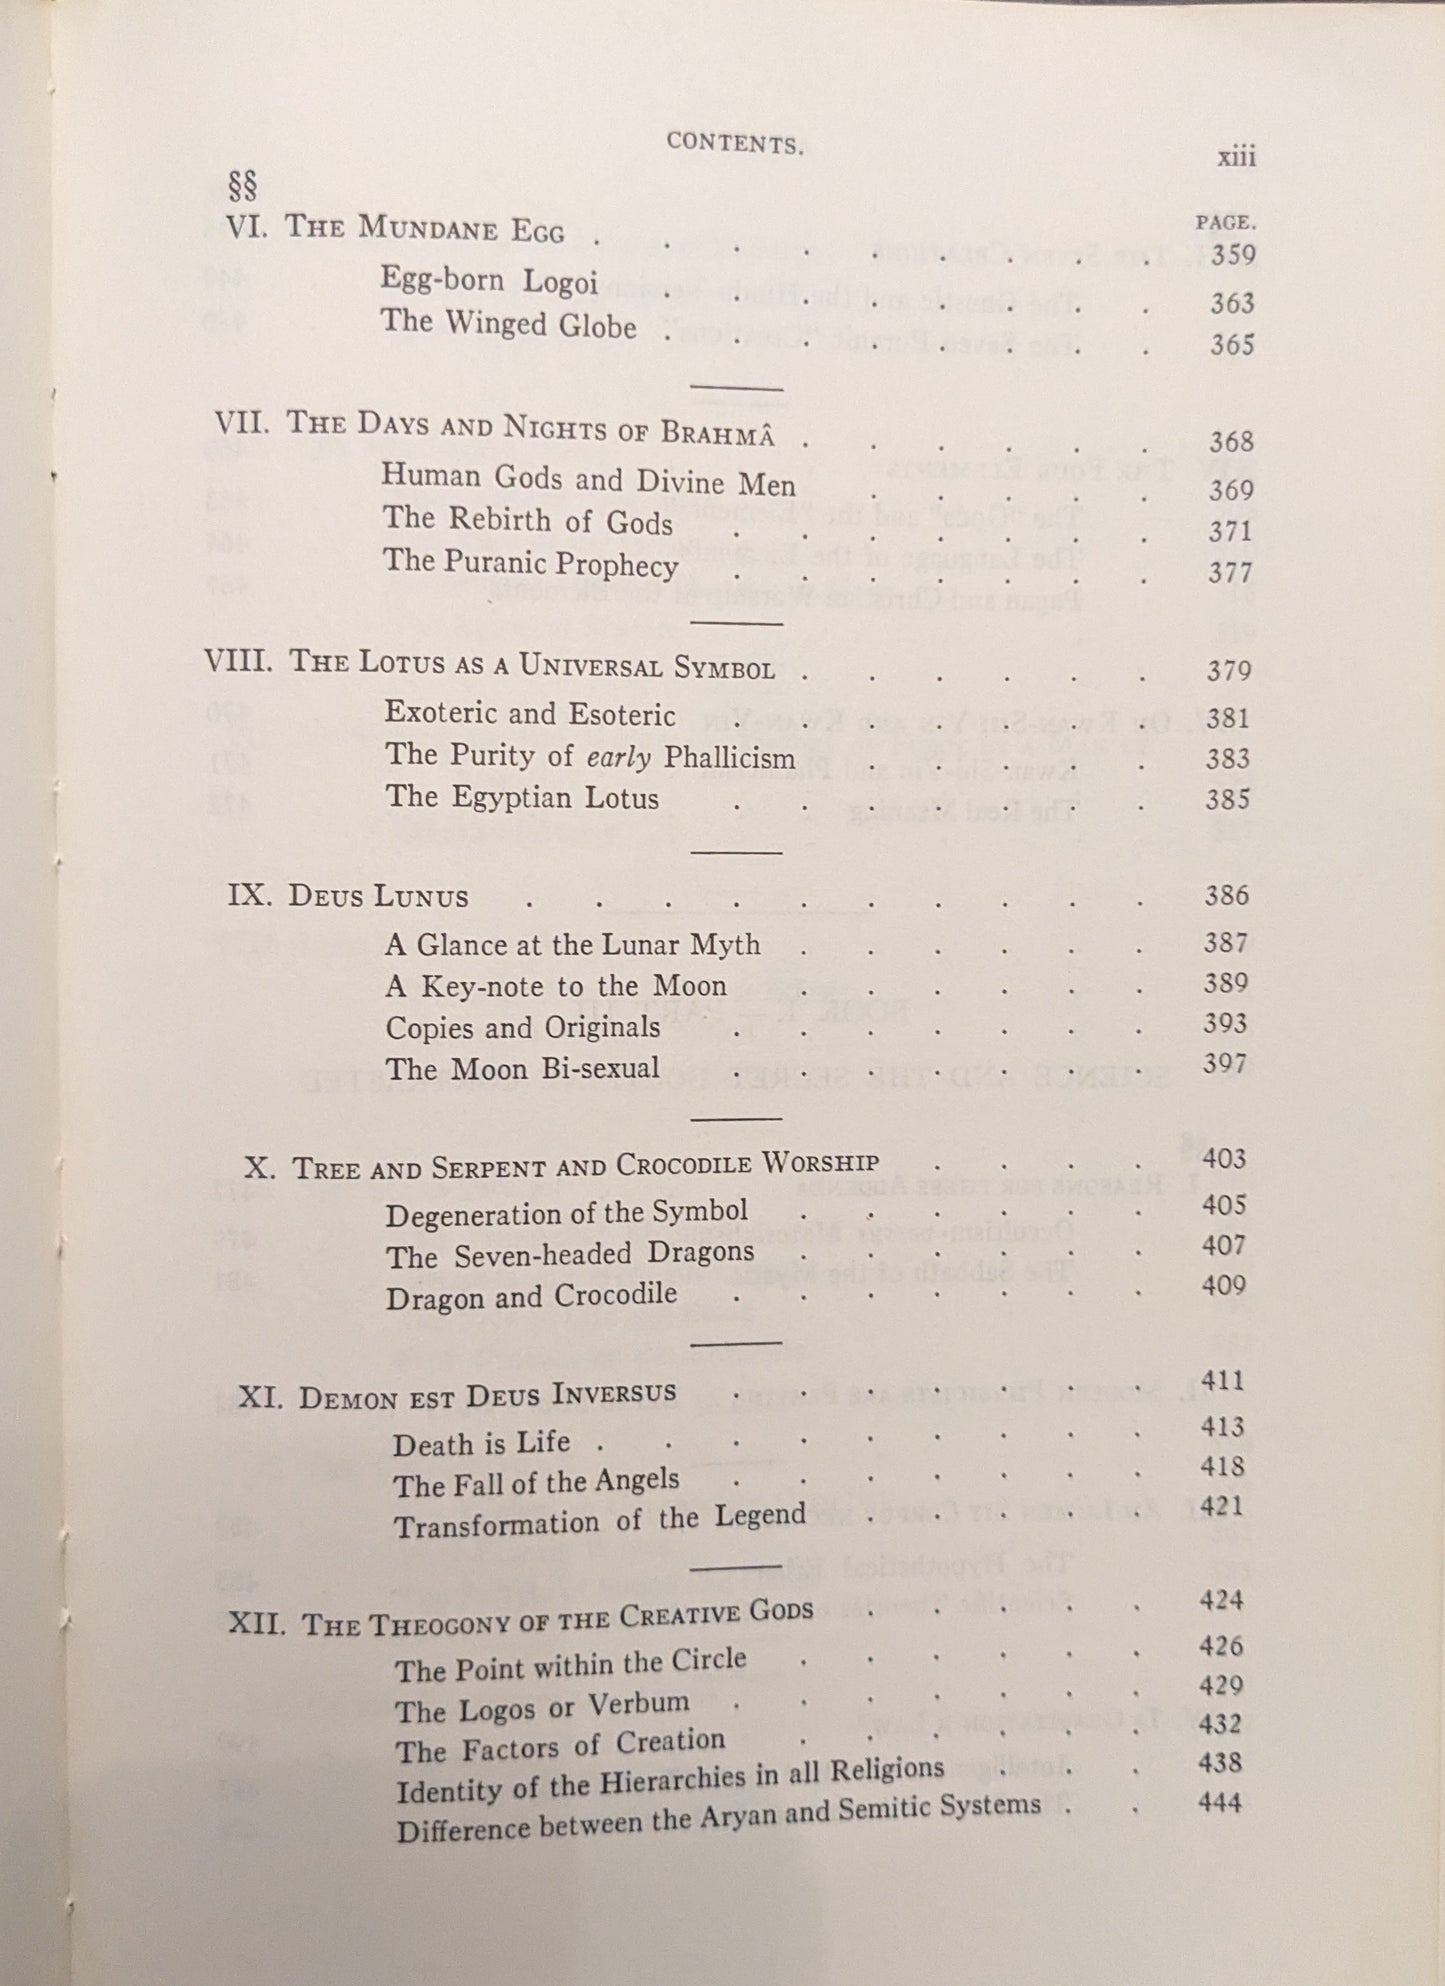 CONTENTS. xiii
§§
PAGE.
VI. THE MUNDANE EGG . . . . . . . . . 359
Egg-born Logoi . . . . . . . . 363
The Winged Globe . . . . . . . . 365
VII. THE DAYS AND NIGHTS OF BRAHMÂ . . . . . . 368
Human Gods and Divine Men . . . . . 369
The Rebirth of Gods . . . . . . . 371
The Puranic Prophecy . . . . . . . 377
VIII. THE LOTUS AS A UNIVERSAL SYMBOL . . . . . . 379
Exoteric and Esoteric . . . . . . . 381
The Purity of early Phallicism . . . . . 383
The Egyptian Lotus . . . . . . . 385
IX. DEUS LUNUS . . . . . . . . . . 386
A Glance at the Lunar Myth . . . . . . 387
A Key-note to the Moon . . . . . . 389
Copies and Originals . . . . . . . 393
The Moon Bi-sexual . . . . . . . 397
X. TREE AND SERPENT AND CROCODILE WORSHIP . . . . 403
Degeneration of the Symbol . . . . . . 405
The Seven-headed Dragons . . . . . . 407
Dragon and Crocodile . . . . . . . 409
XI. DEMON EST DEUS INVERSUS . . . . . . . 411
Death is Life . . . . . . . . . 413
The Fall of the Angels . . . . . . . 418
Transformation of the Legend . . . . . 421
XII. THE THEOGONY OF THE CREATIVE GODS . . . . . 424
The Point within the Circle . . . . . . 426
The Logos or Verbum . . . . . . . 429
The Factors of Creation . . . . . . 432
Identity of the Hierarchies in all Religions . . . 438
Difference between the Aryan and Semitic Systems . . 444